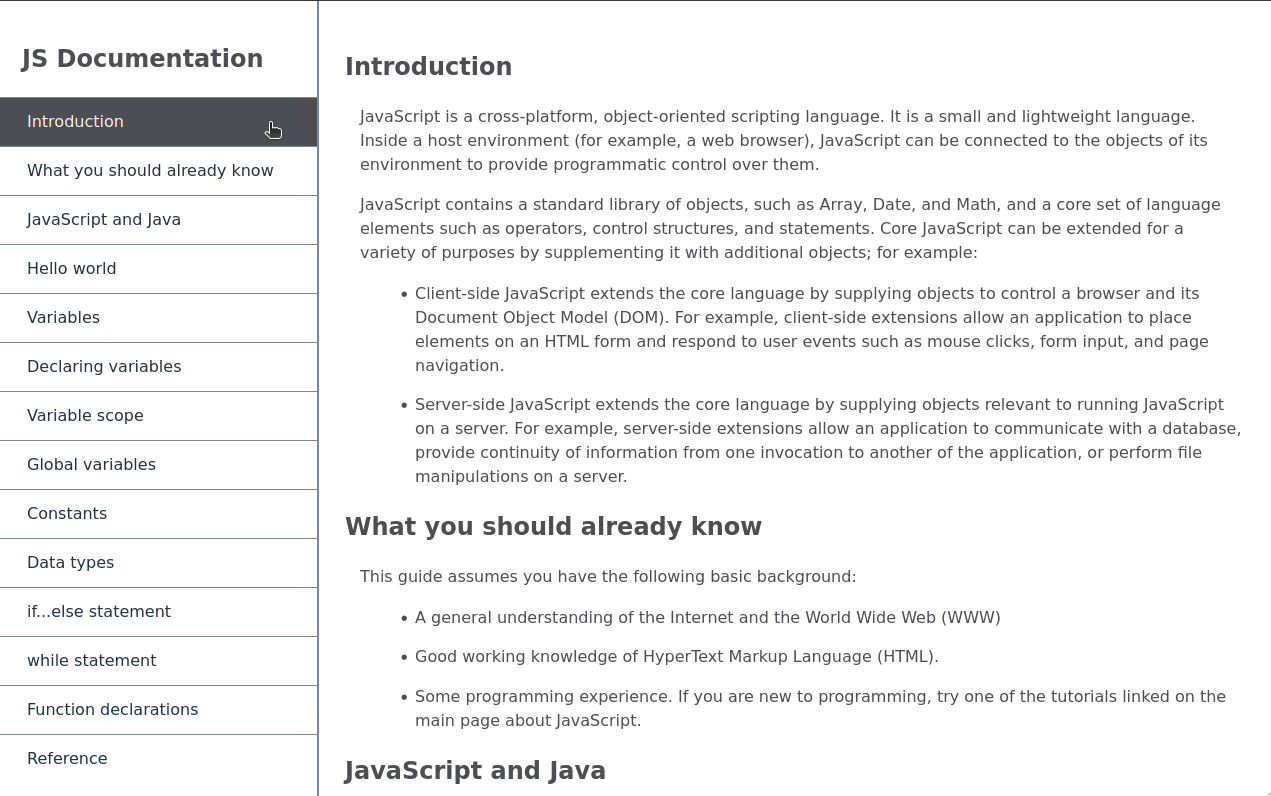 JS Documentation
Introduction
What you should already know
JavaScript and Java
Hello world
Variables
Declaring variables
Variable scope
Global variables
Constants
Data types
if...else statement
while statement
Function declarations
Reference
Introduction
JavaScript is a cross-platform, object-oriented scripting language. It is a small and lightweight language.
Inside a host environment (for example, a web browser), JavaScript can be connected to the objects of its
environment to provide programmatic control over them.
JavaScript contains a standard library of objects, such as Array, Date, and Math, and a core set of language
elements such as operators, control structures, and statements. Core JavaScript can be extended for a
variety of purposes by supplementing it with additional objects; for example:
• Client-side JavaScript extends the core language by supplying objects to control a browser and its
Document Object Model (DOM). For example, client-side extensions allow an application to place
elements on an HTML form and respond to user events such as mouse clicks, form input, and page
navigation.
• Server-side JavaScript extends the core language by supplying objects relevant to running JavaScript
on a server. For example, server-side extensions allow an application to communicate with a database,
provide continuity of information from one invocation to another of the application, or perform file
manipulations on a server.
What you should already know
This guide assumes you have the following basic background:
• A general understanding of the Internet and the World Wide Web (WWW)
• Good working knowledge of HyperText Markup Language (HTML).
• Some programming experience. If you are new to programming, try one of the tutorials linked on the
main page about JavaScript.
JavaScript and Java